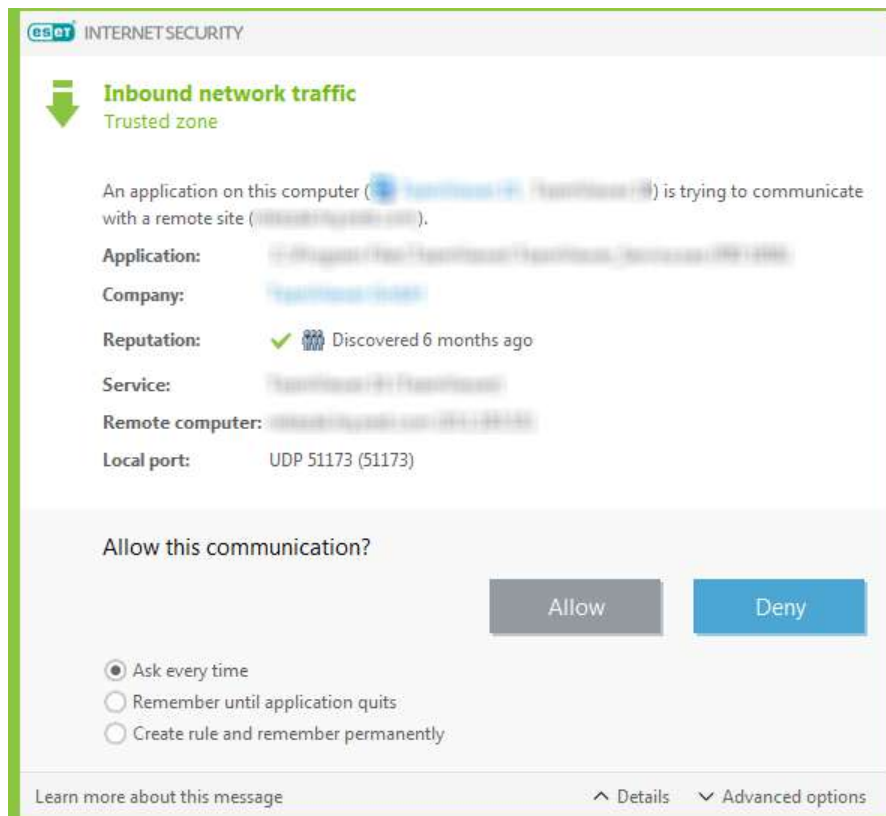 eset INTERNET SECURITY
Inbound network traffic
Trusted zone
An application on this computer ( ) is trying to communicate
with a remote site ( ).
Application:
Company:
Reputation: Discovered 6 months ago
Service:
Remote computer:
Local port: UDP 51173 (51173)
Allow this communication?
Allow Deny
Ask every time
Remember until application quits
Create rule and remember permanently
Learn more about this message Details Advanced options